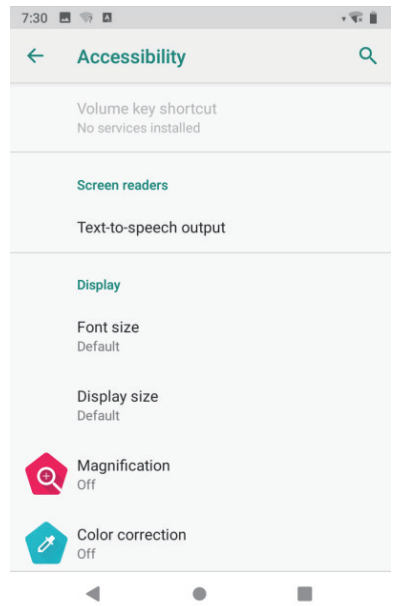 7:30
Accessibility
Volume key shortcut
No services installed
Screen readers
Text-to-speech output
Display
Font size
Default
Display size
Default
Magnification
Off
Color correction
Off